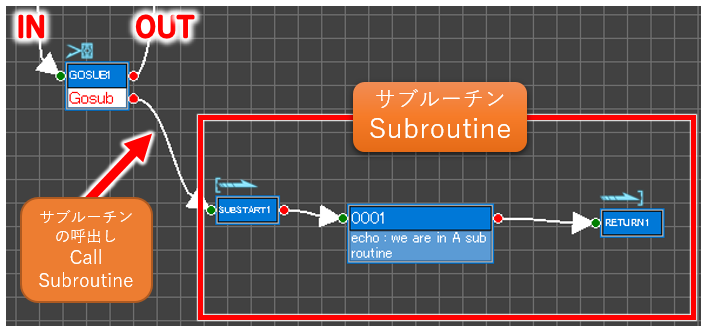 IN
OUT
GOSUB1
Gosub
サブルーチン
の呼出し
Call
Subroutine
サブルーチン
Subroutine
SUBSTART1
0001
echo : we are in A sub
routine
RETURN1